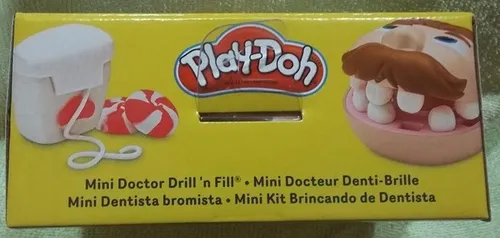 Play-Doh
Mini Doctor Drill 'n Fill® • Mini Docteur Denti-Brille
Mini Dentista bromista • Mini Kit Brincando de Dentista